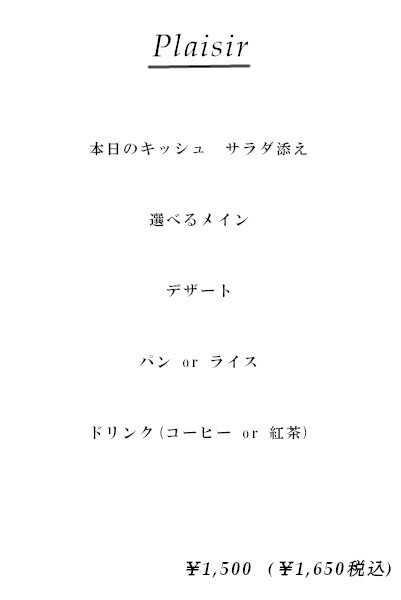 Plaisir
本日のキッシュ　サラダ添え
選べるメイン
デザート
パン or ライス
ドリンク(コーヒー or 紅茶)
￥1,500 (￥1,650税込)